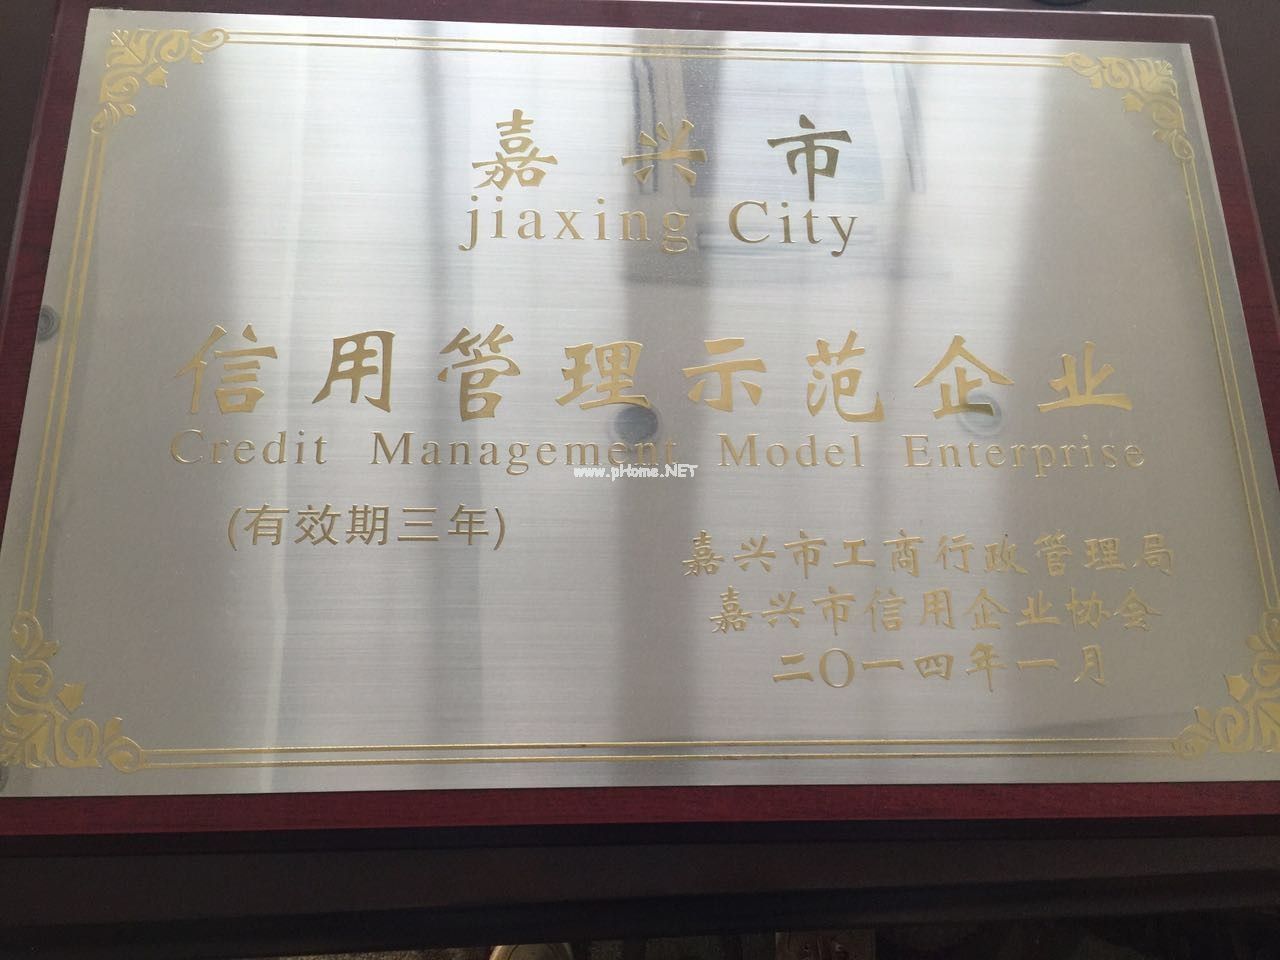 嘉兴市
jiaxing City
信用管理示范企业
Credit Management Model Enterprise
www.pHome.NET
(有效期三年)
嘉兴市工商行政管理局
嘉兴市信用企业协会
二〇一四年一月